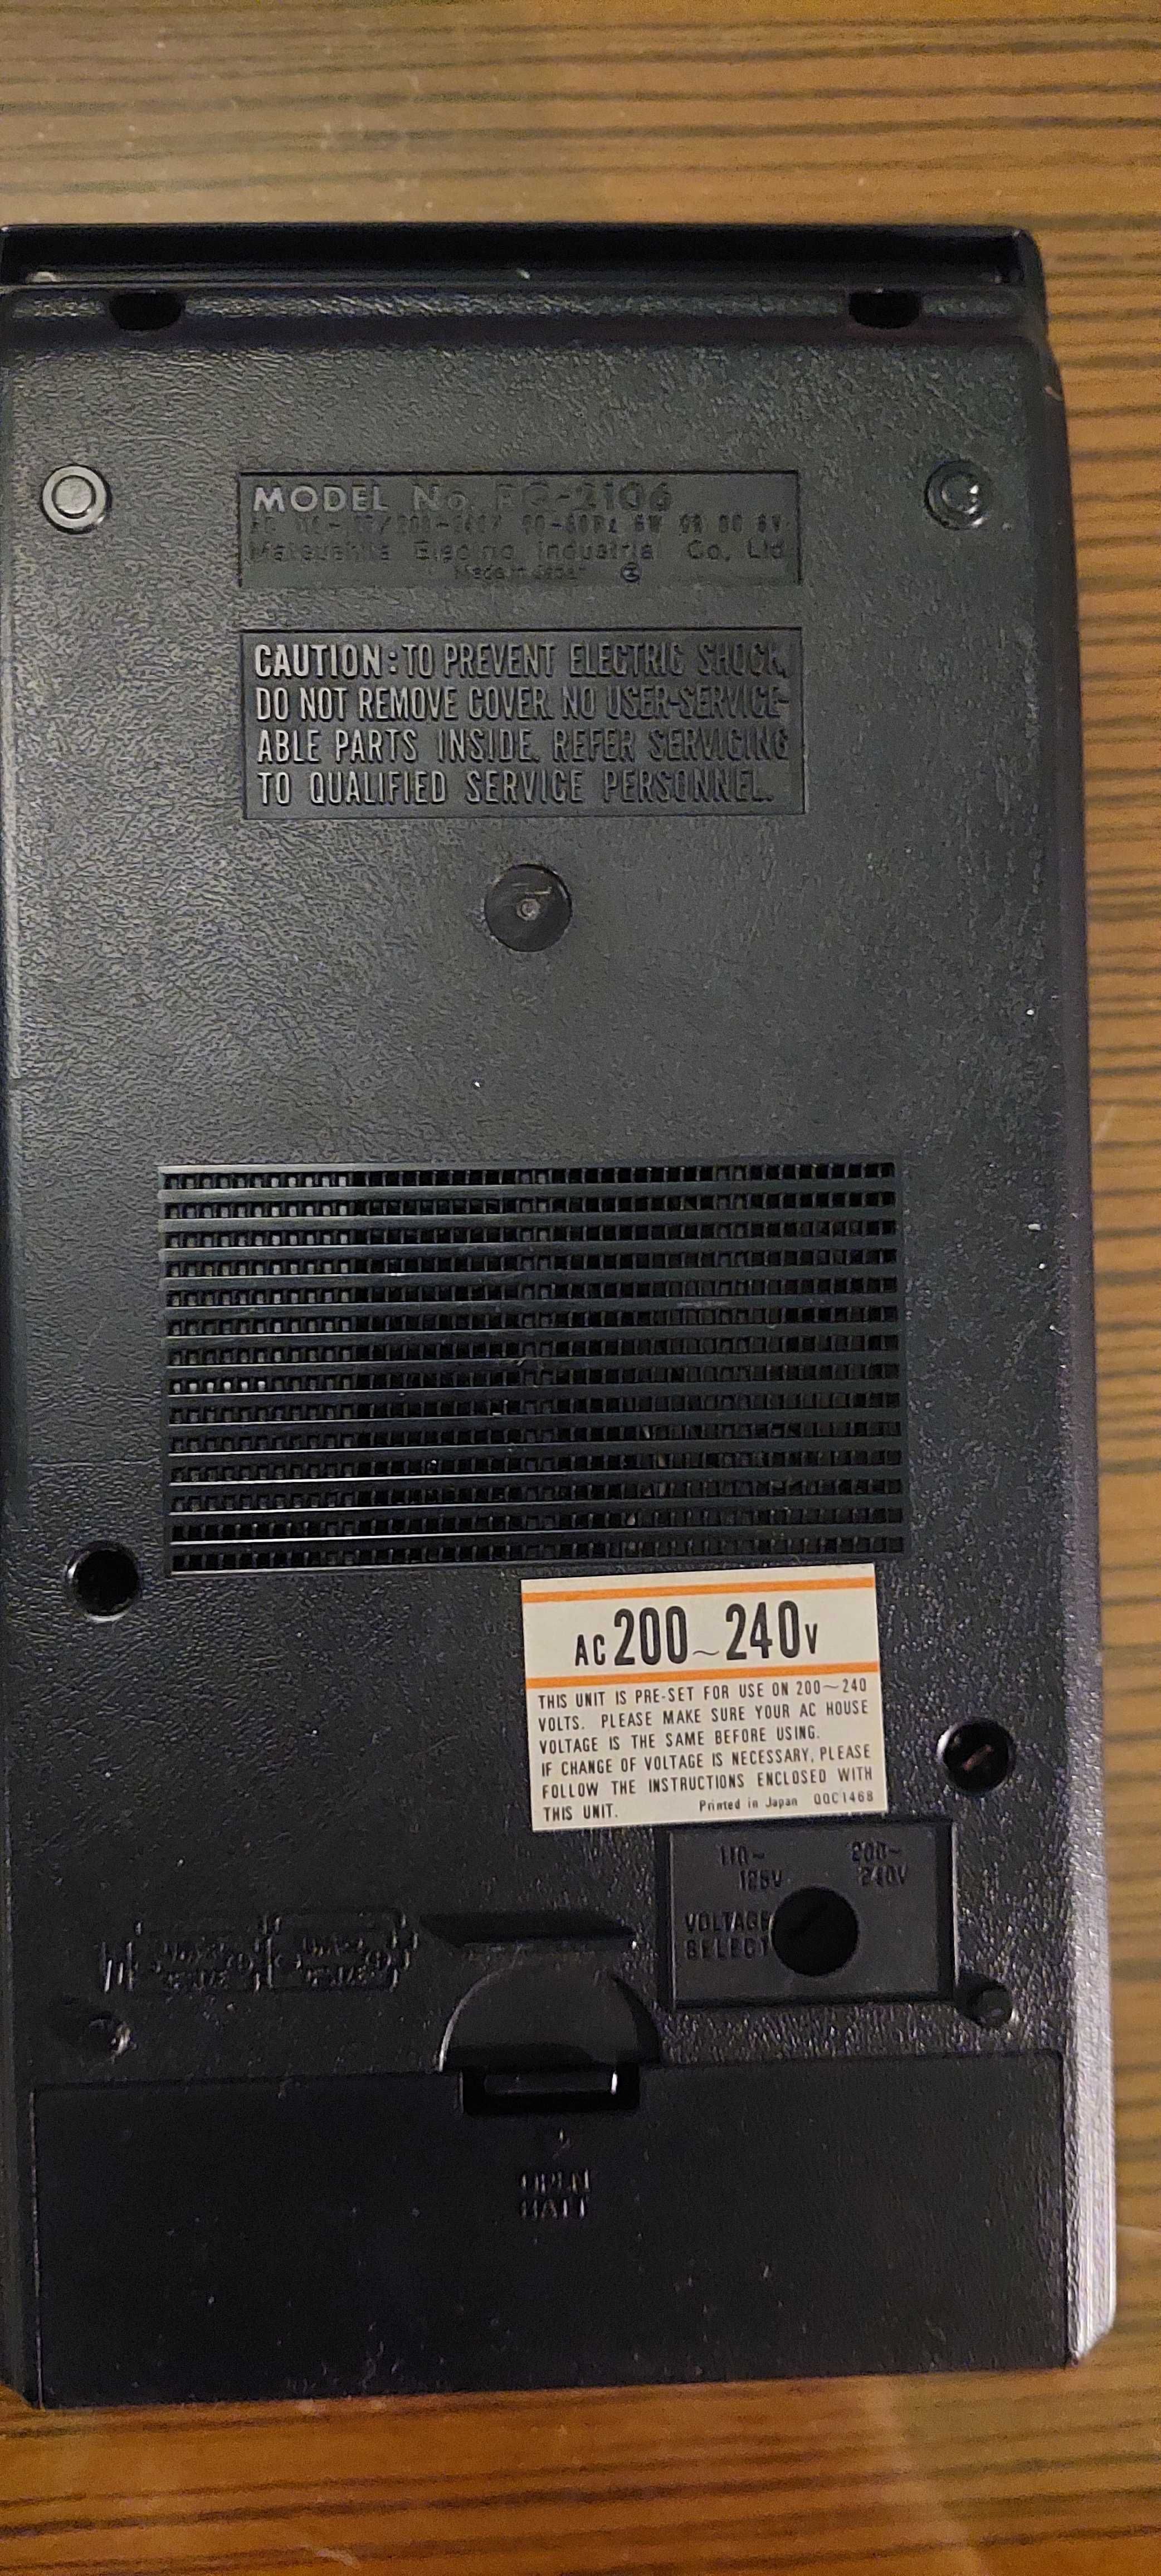 MODEL No. RQ-2106
Matsushita Electric Industrial Co., Ltd.
Made in Japan
CAUTION: TO PREVENT ELECTRIC SHOCK,
DO NOT REMOVE COVER. NO USER-SERVICE-
ABLE PARTS INSIDE. REFER SERVICING
TO QUALIFIED SERVICE PERSONNEL.
AC 200~240V
THIS UNIT IS PRE-SET FOR USE ON 200~240
VOLTS. PLEASE MAKE SURE YOUR AC HOUSE
VOLTAGE IS THE SAME BEFORE USING.
IF CHANGE OF VOLTAGE IS NECESSARY, PLEASE
FOLLOW THE INSTRUCTIONS ENCLOSED WITH
THIS UNIT. Printed in Japan QQC1468
110~ 200~
125V 240V
VOLTAGE
SELECT
OPEN
BATT